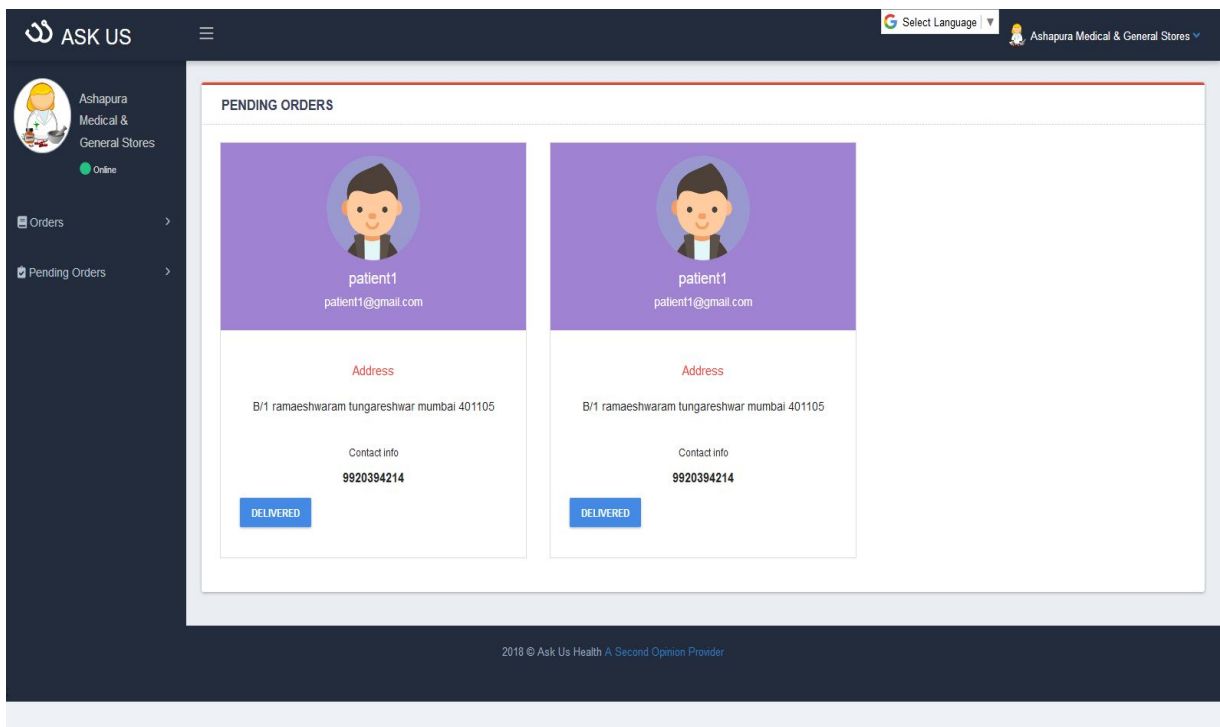 ASK US
Select Language ▼
Ashapura Medical & General Stores
Ashapura
Medical &
General Stores
Online
Orders
Pending Orders
PENDING ORDERS
patient1
patient1@gmail.com
Address
B/1 ramaeshwaram tungareshwar mumbai 401105
Contact info
9920394214
DELIVERED
patient1
patient1@gmail.com
Address
B/1 ramaeshwaram tungareshwar mumbai 401105
Contact info
9920394214
DELIVERED
2018 © Ask Us Health A Second Opinion Provider